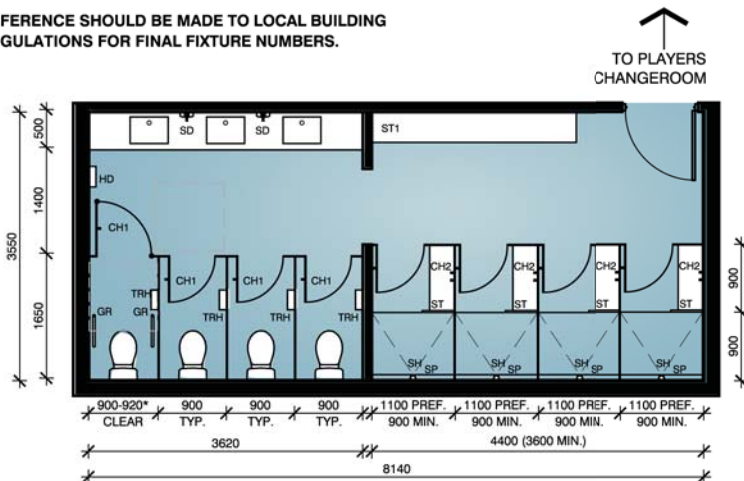 FERENCE SHOULD BE MADE TO LOCAL BUILDING
GULATIONS FOR FINAL FIXTURE NUMBERS.
TO PLAYERS
CHANGEROOM
500
1400
1650
3550
SD
SD
ST1
HD
CH1
CH1
CH1
CH1
CH2
CH2
CH2
CH2
TRH
TRH
TRH
TRH
GR
GR
ST
ST
ST
ST
SH
SP
SH
SP
SH
SP
SH
SP
900
900
900-920*
CLEAR
900
TYP.
900
TYP.
900
TYP.
1100 PREF.
900 MIN.
1100 PREF.
900 MIN.
1100 PREF.
900 MIN.
1100 PREF.
900 MIN.
3620
4400 (3600 MIN.)
8140